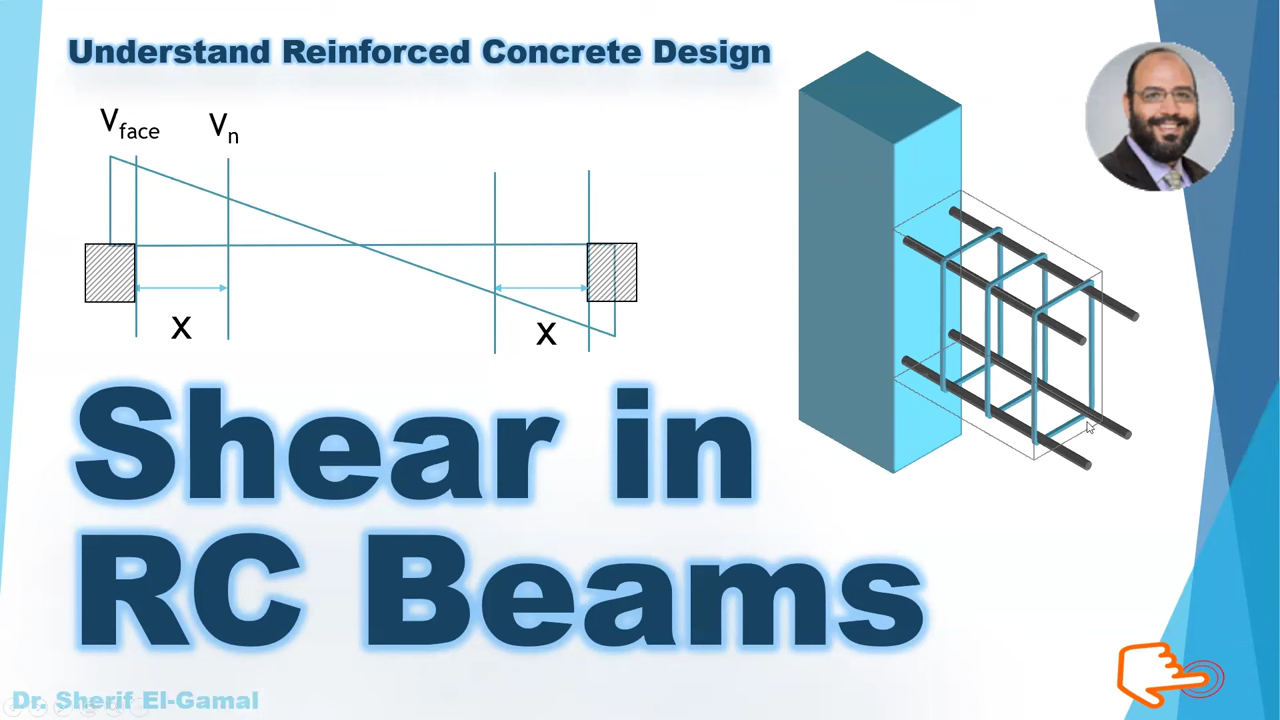 Understand Reinforced Concrete Design
Vface
Vn
X
X
Shear in
RC Beams
Dr. Sherif El-Gamal